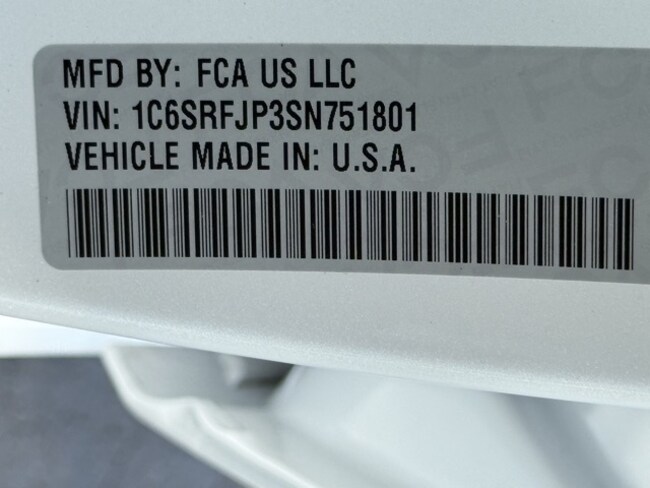 MFD BY: FCA US LLC
VIN: 1C6SRFJP3SN751801
VEHICLE MADE IN: U.S.A.